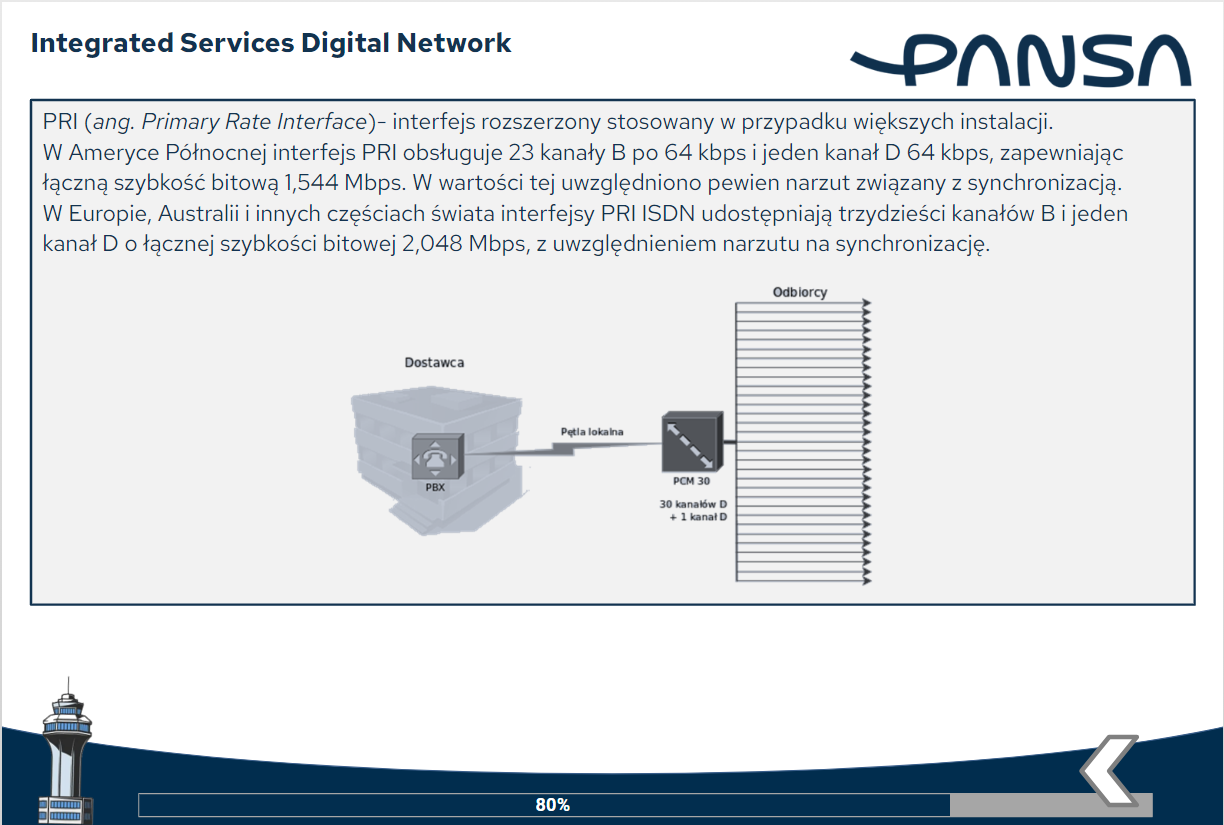 Integrated Services Digital Network
PANSA
PRI (ang. Primary Rate Interface)- interfejs rozszerzony stosowany w przypadku większych instalacji.
W Ameryce Północnej interfejs PRI obsługuje 23 kanały B po 64 kbps i jeden kanał D 64 kbps, zapewniając
łączną szybkość bitową 1,544 Mbps. W wartości tej uwzględniono pewien narzut związany z synchronizacją.
W Europie, Australii i innych częściach świata interfejsy PRI ISDN udostępniają trzydzieści kanałów B i jeden
kanał D o łącznej szybkości bitowej 2,048 Mbps, z uwzględnieniem narzutu na synchronizację.
Odbiorcy
Dostawca
Pętla lokalna
PBX
PCM 30
30 kanałów D
+ 1 kanał D
80%